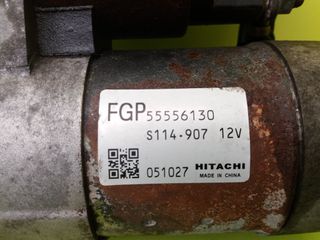 FGP55556130
S114-907 12V
051027 HITACHI
MADE IN CHINA